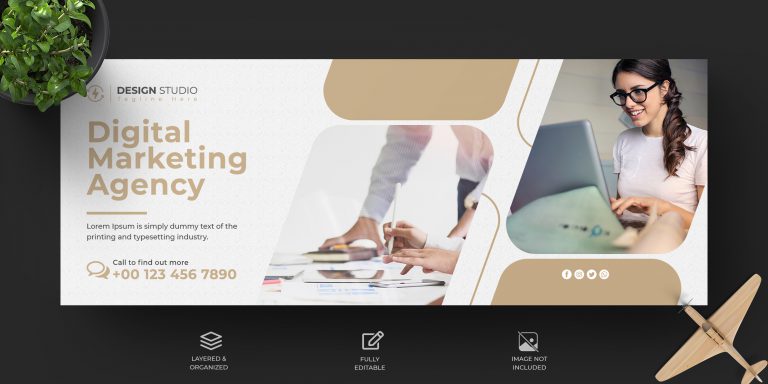 DESIGN STUDIO
Tagline Here
Digital
Marketing
Agency
Lorem Ipsum is simply dummy text of the
printing and typesetting industry.
Call to find out more
+00 123 456 7890
LAYERED &
ORGANIZED
FULLY
EDITABLE
IMAGE NOT
INCLUDED